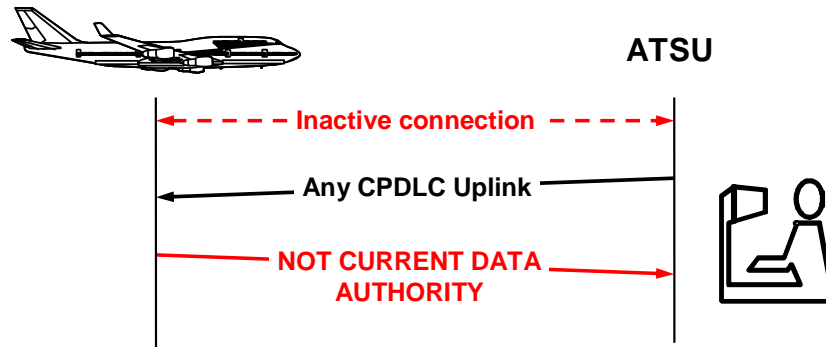 ATSU
Inactive connection
Any CPDLC Uplink
NOT CURRENT DATA
AUTHORITY